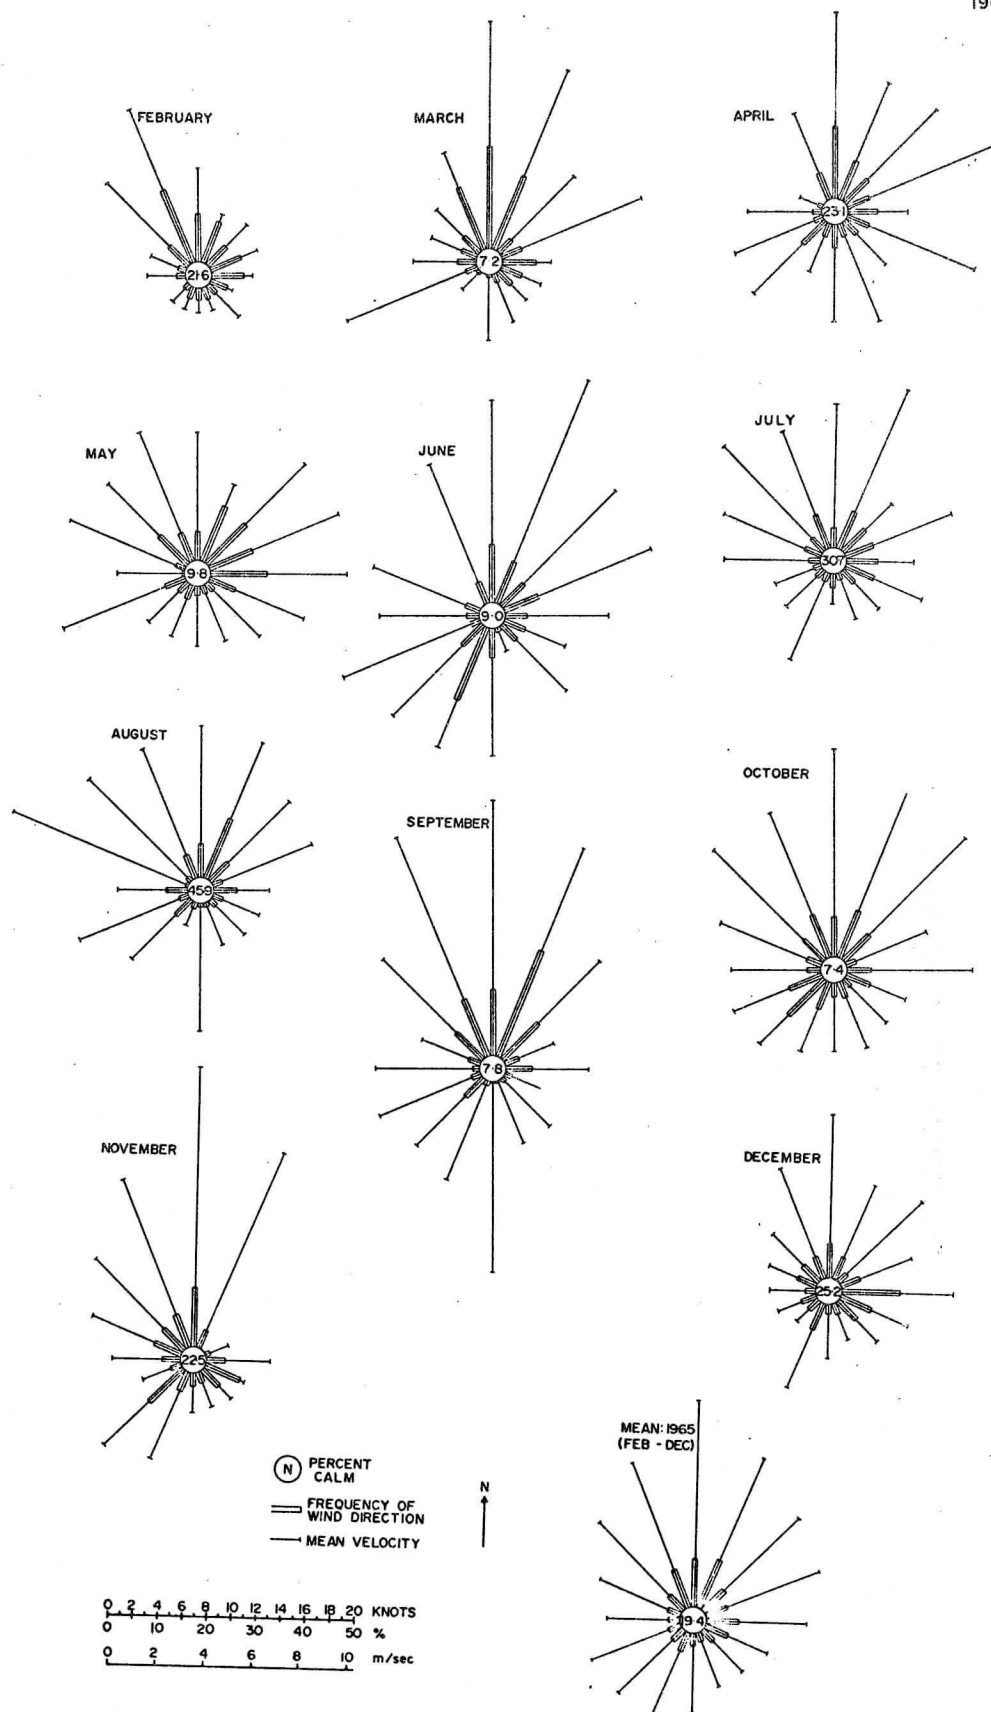 19
FEBRUARY
21·6
MARCH
7·2
APRIL
23·1
MAY
9·8
JUNE
9·0
JULY
30·7
AUGUST
45·9
SEPTEMBER
7·8
OCTOBER
7·4
NOVEMBER
22·5
DECEMBER
25·2
MEAN: 1965
(FEB - DEC)
19·4
N PERCENT
CALM
FREQUENCY OF
WIND DIRECTION
MEAN VELOCITY
N
0 2 4 6 8 10 12 14 16 18 20 KNOTS
0 10 20 30 40 50 %
0 2 4 6 8 10 m/sec